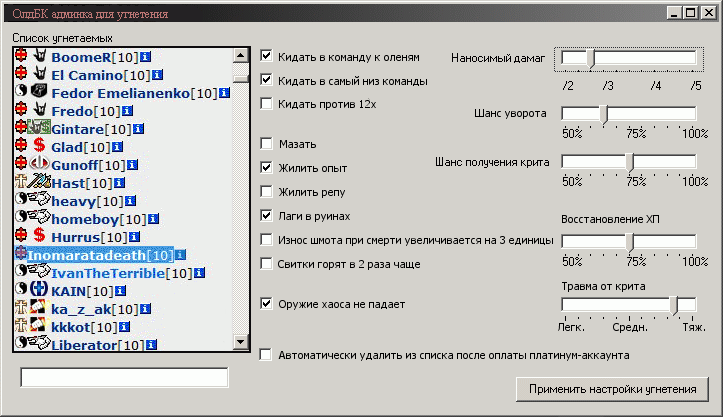 ОлдБК админка для угнетения
Список угнетаемых
BoomeR[10]
El Camino[10]
Fedor Emelianenko[10]
Fredo[10]
Gintare[10]
Glad[10]
Gunoff[10]
Hast[10]
heavy[10]
homeboy[10]
Hurrus[10]
Inomaratadeath[10]
IvanTheTerrible[10]
KAIN[10]
ka_z_ak[10]
kkkot[10]
Liberator[10]
Кидать в команду к оленям
Кидать в самый низ команды
Кидать против 12х
Мазать
Жилить опыт
Жилить репу
Лаги в руинах
Износ шмота при смерти увеличивается на 3 единицы
Свитки горят в 2 раза чаще
Оружие хаоса не падает
Автоматически удалить из списка после оплаты платинум-аккаунта
Наносимый дамаг
/2 /3 /4 /5
Шанс уворота
50% 75% 100%
Шанс получения крита
50% 75% 100%
Восстановление ХП
50% 75% 100%
Травма от крита
Легк. Средн. Тяж.
Применить настройки угнетения